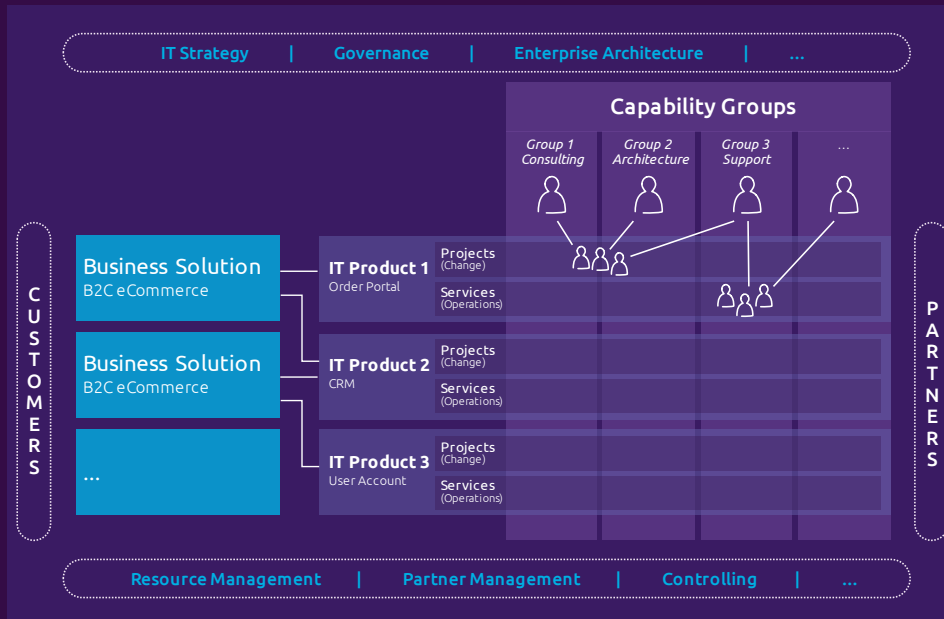 IT Strategy | Governance | Enterprise Architecture | ...
Capability Groups
Group 1
Consulting
Group 2
Architecture
Group 3
Support
...
CUSTOMERS
Business Solution
B2C eCommerce
Business Solution
B2C eCommerce
...
IT Product 1
Order Portal
Projects
(Change)
Services
(Operations)
IT Product 2
CRM
Projects
(Change)
Services
(Operations)
IT Product 3
User Account
Projects
(Change)
Services
(Operations)
PARTNERS
Resource Management | Partner Management | Controlling | ...